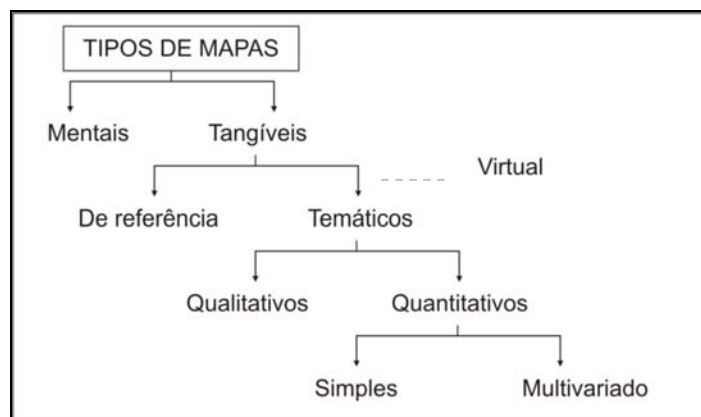 TIPOS DE MAPAS
Mentais Tangíveis
Virtual
De referência Temáticos
Qualitativos Quantitativos
Simples Multivariado